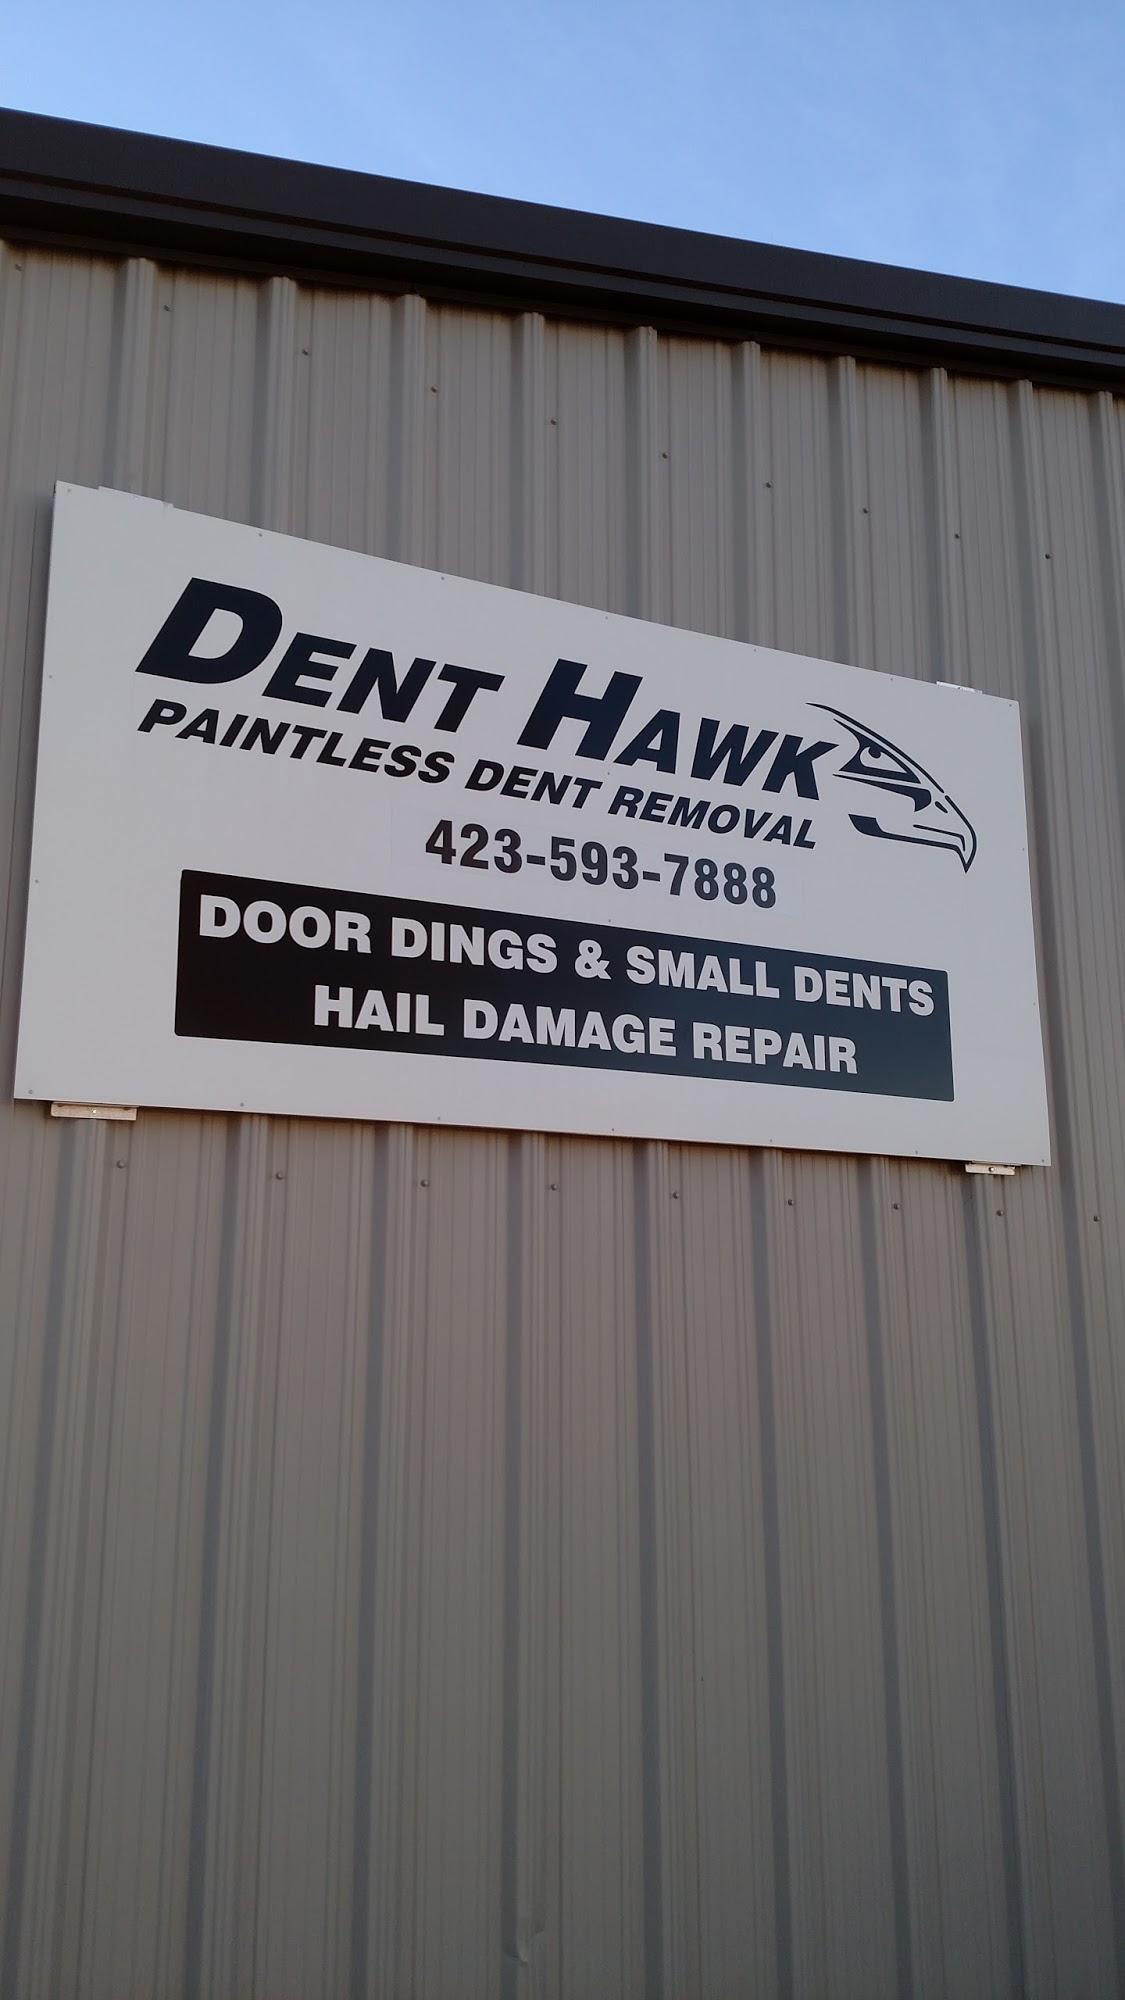 DENT HAWK
PAINTLESS DENT REMOVAL
423-593-7888
DOOR DINGS & SMALL DENTS
HAIL DAMAGE REPAIR